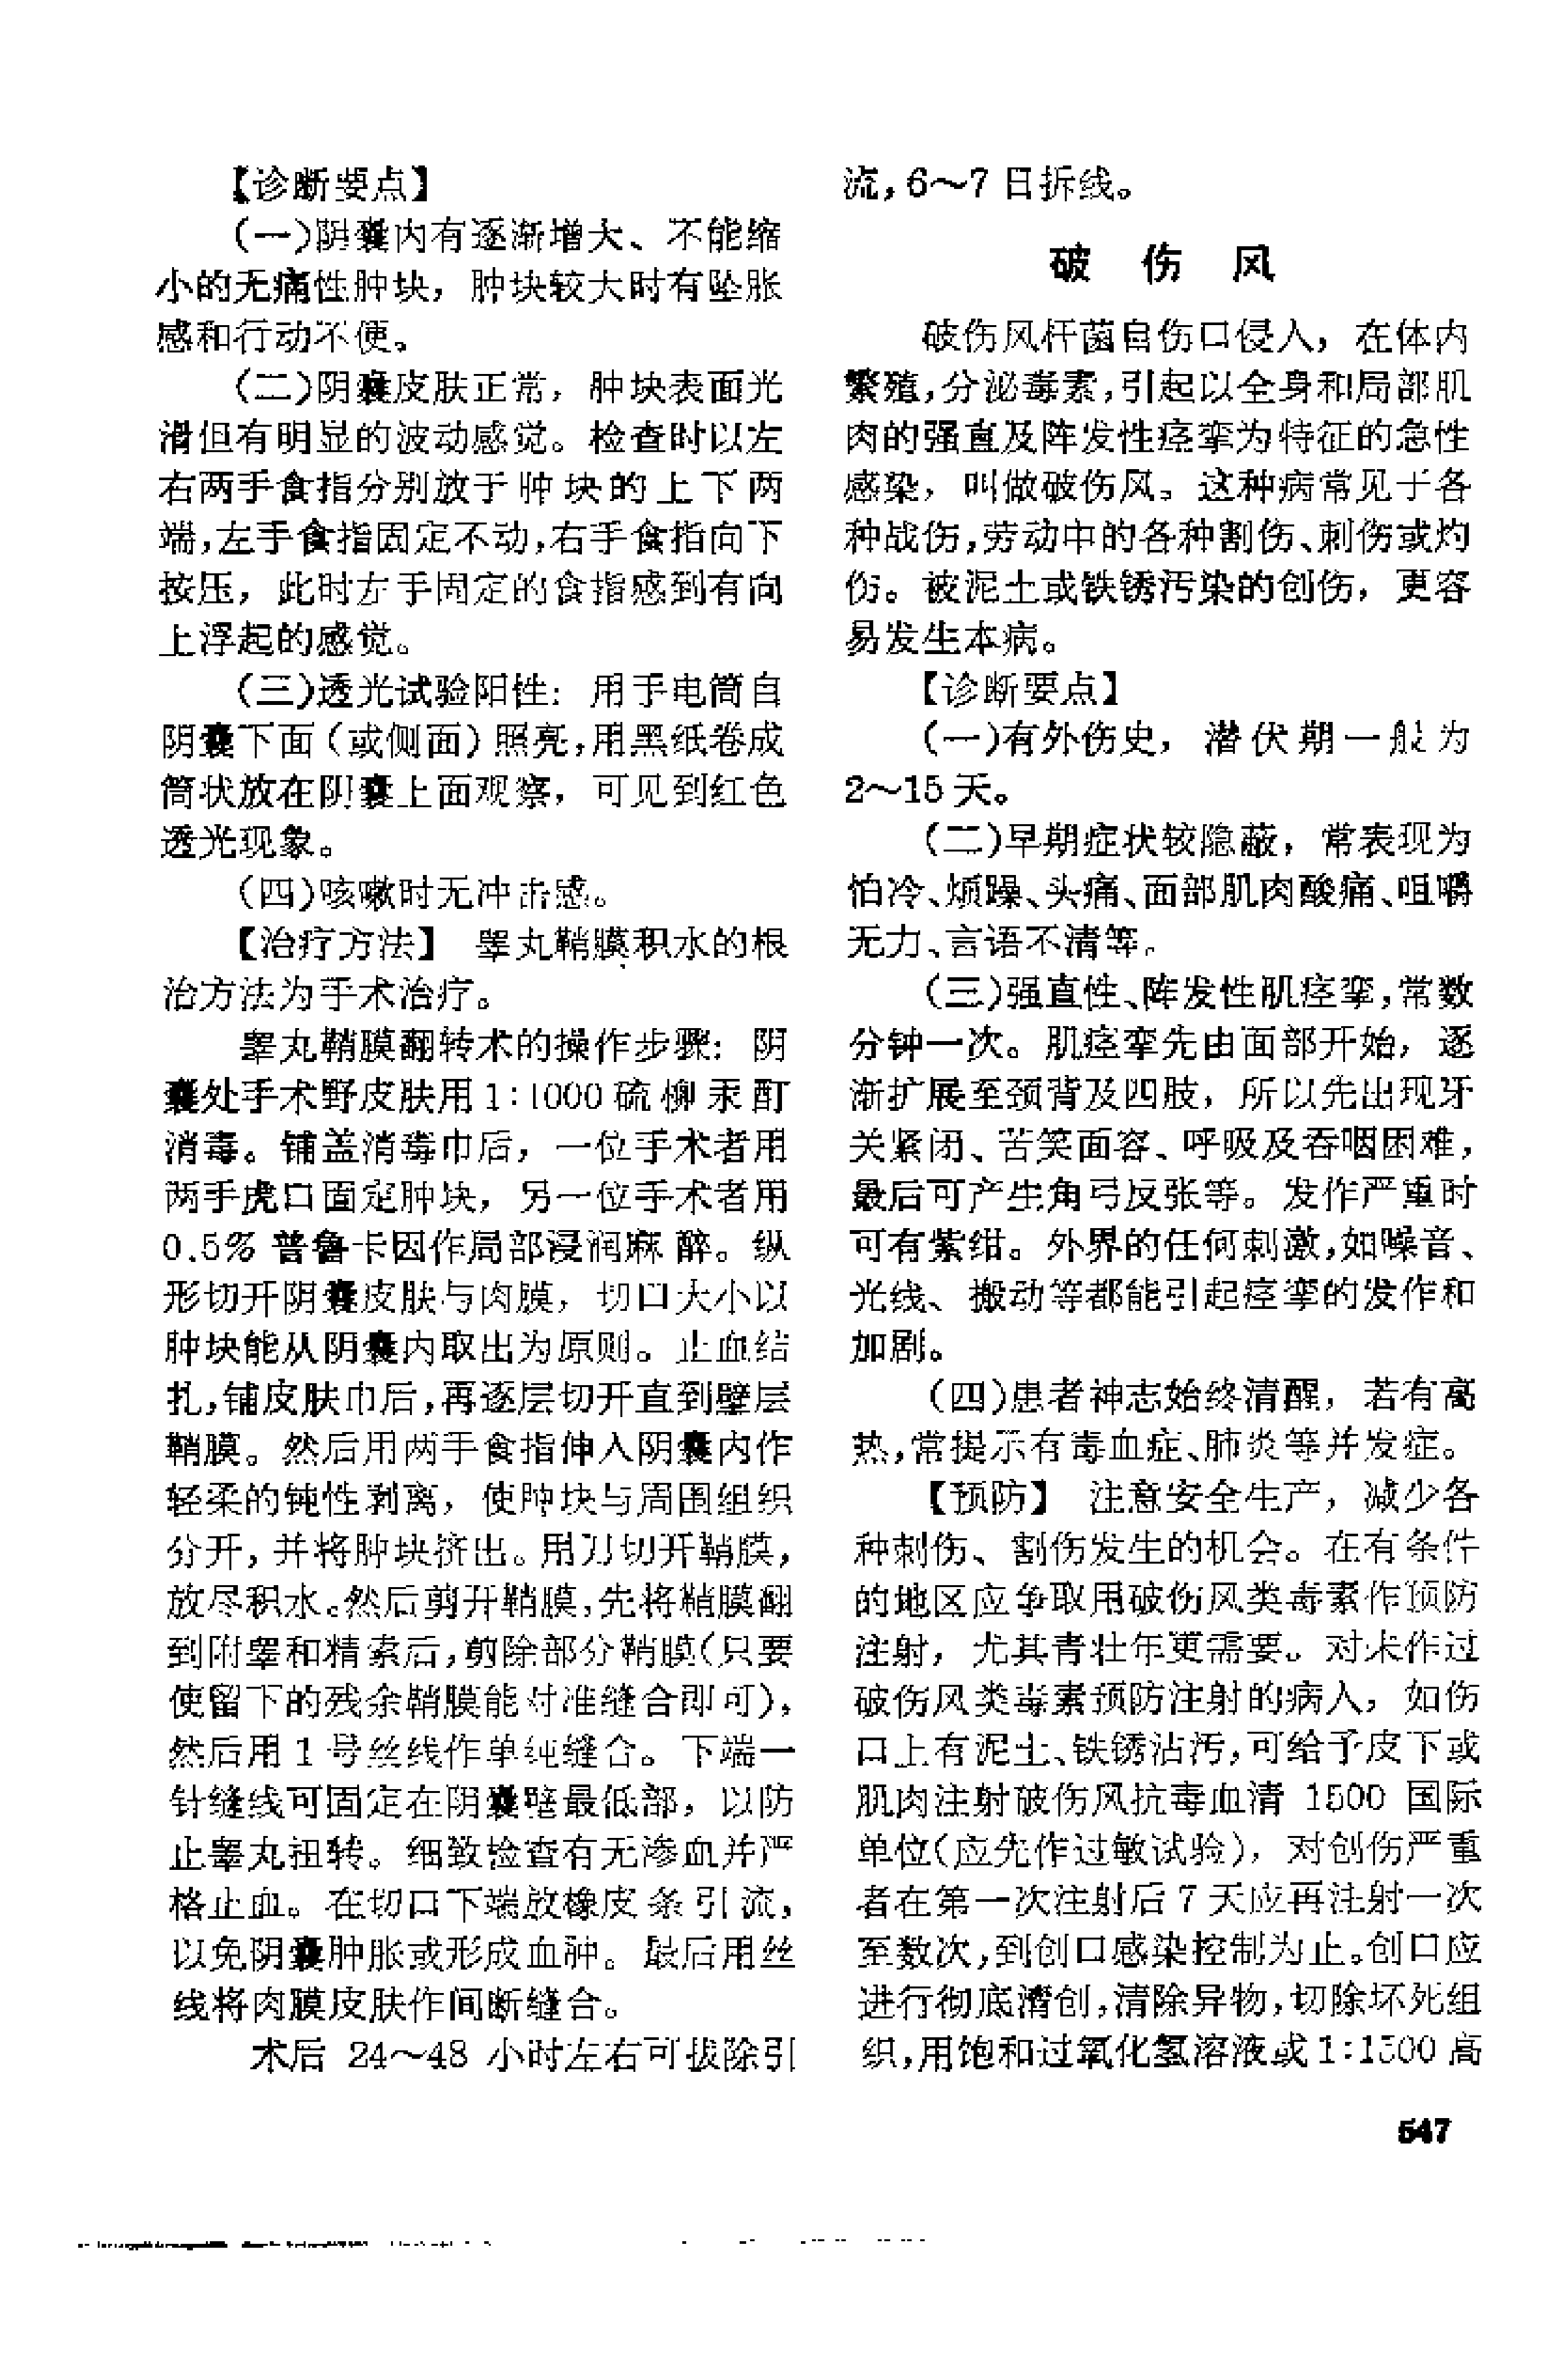 【诊断要点】
(一)阴囊内有逐渐增大、不能缩
小的无痛性肿块，肿块较大时有坠胀
感和行动不便。
(二)阴囊皮肤正常，肿块表面光
滑但有明显的波动感觉。检查时以左
右两手食指分别放于肿块的上下两
端,左手食指固定不动,右手食指向下
按压，此时左手固定的食指感到有向
上浮起的感觉。
(三)透光试验阳性：用手电筒自
阴囊下面(或侧面)照亮,用黑纸卷成
筒状放在阴囊上面观察，可见到红色
透光现象。
(四)咳嗽时无冲击感。
【治疗方法】 睾丸鞘膜积水的根
治方法为手术治疗。
睾丸鞘膜翻转术的操作步骤：阴
囊处手术野皮肤用1:1000硫柳汞酊
消毒。铺盖消毒巾后，一位手术者用
两手虎口固定肿块，另一位手术者用
0.5%普鲁卡因作局部浸润麻醉。纵
形切开阴囊皮肤与肉膜，切口大小以
肿块能从阴囊内取出为原则。止血结
扎,铺皮肤巾后,再逐层切开直到壁层
鞘膜。然后用两手食指伸入阴囊内作
轻柔的钝性剥离，使肿块与周围组织
分开,并将肿块挤出。用刀切开鞘膜,
放尽积水。然后剪开鞘膜,先将鞘膜翻
到附睾和精索后,剪除部分鞘膜(只要
使留下的残余鞘膜能对准缝合即可),
然后用1号丝线作单纯缝合。下端一
针缝线可固定在阴囊壁最低部，以防
止睾丸扭转。细致检查有无渗血并严
格止血。在切口下端放橡皮条引流，
以免阴囊肿胀或形成血肿。最后用丝
线将肉膜皮肤作间断缝合。
术后 24～48 小时左右可拔除引
流,6～7日拆线。
破 伤 风
破伤风杆菌自伤口侵入，在体内
繁殖,分泌毒素,引起以全身和局部肌
肉的强直及阵发性痉挛为特征的急性
感染，叫做破伤风。这种病常见于各
种战伤,劳动中的各种割伤、刺伤或灼
伤。被泥土或铁锈污染的创伤，更容
易发生本病。
【诊断要点】
(一)有外伤史，潜伏期一般为
2～15天。
(二)早期症状较隐蔽，常表现为
怕冷、烦躁、头痛、面部肌肉酸痛、咀嚼
无力、言语不清等。
(三)强直性、阵发性肌痉挛,常数
分钟一次。肌痉挛先由面部开始，逐
渐扩展至颈背及四肢，所以先出现牙
关紧闭、苦笑面容、呼吸及吞咽困难，
最后可产生角弓反张等。发作严重时
可有紫绀。外界的任何刺激,如噪音、
光线、搬动等都能引起痉挛的发作和
加剧。
(四)患者神志始终清醒，若有高
热,常提示有毒血症、肺炎等并发症。
【预防】 注意安全生产，减少各
种刺伤、割伤发生的机会。在有条件
的地区应争取用破伤风类毒素作预防
注射，尤其青壮年更需要。对未作过
破伤风类毒素预防注射的病人，如伤
口上有泥土、铁锈沾污,可给予皮下或
肌肉注射破伤风抗毒血清 1500 国际
单位(应先作过敏试验)，对创伤严重
者在第一次注射后7天应再注射一次
至数次,到创口感染控制为止。创口应
进行彻底清创,清除异物,切除坏死组
织,用饱和过氧化氢溶液或1:1500高
547